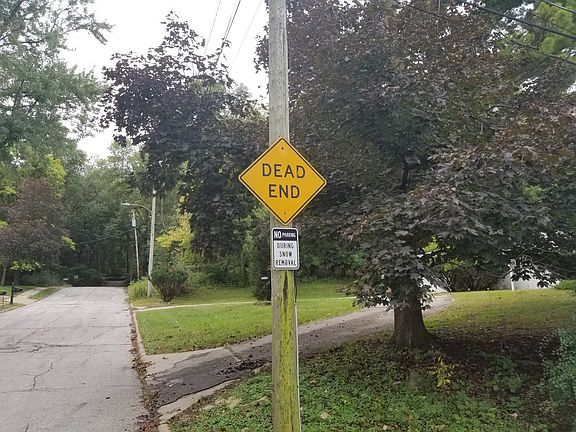 DEAD
END
NO PARKING
DURING
SNOW
REMOVAL